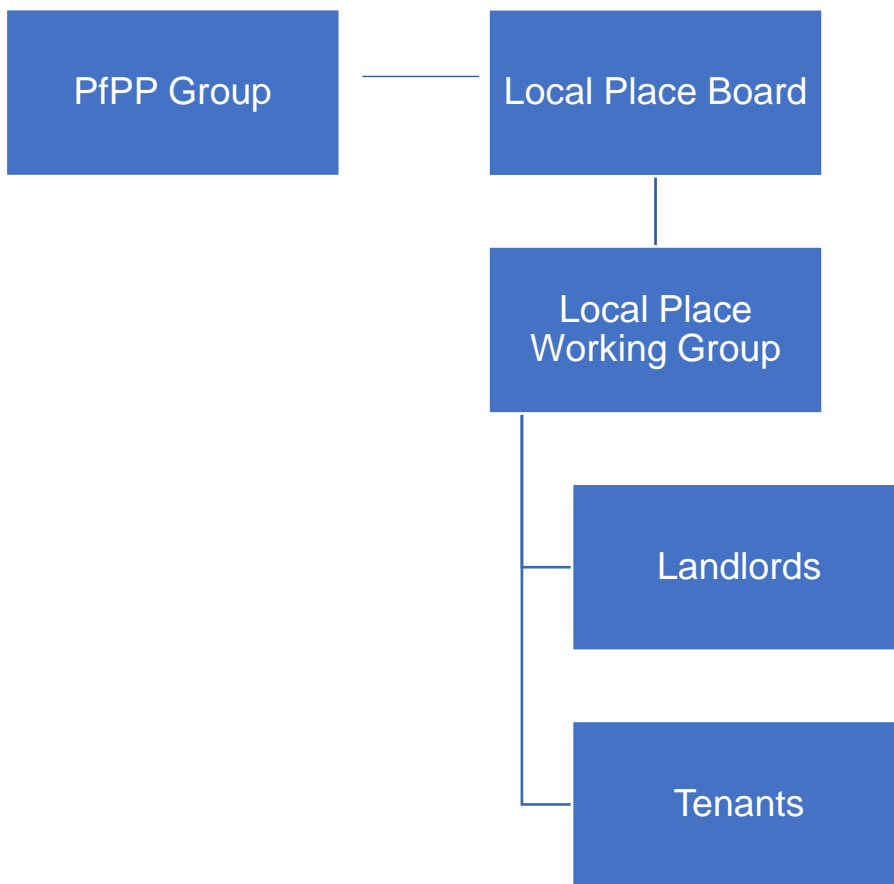 PfPP Group
Local Place Board
Local Place
Working Group
Landlords
Tenants